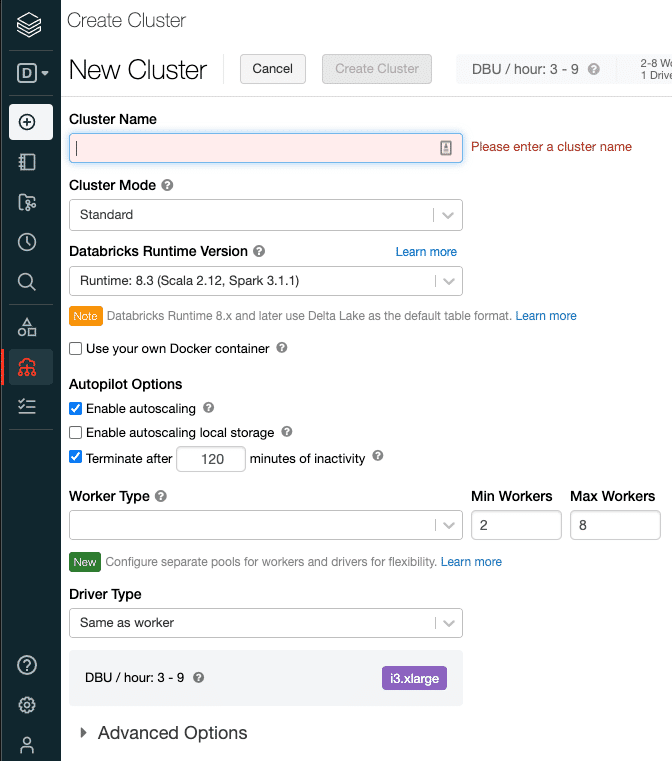 Create Cluster
D
New Cluster
Cancel
Create Cluster
DBU / hour: 3 - 9
2-8
1
Cluster Name
Please enter a cluster name
Cluster Mode
Standard
Databricks Runtime Version
Learn more
Runtime: 8.3 (Scala 2.12, Spark 3.1.1)
Note Databricks Runtime 8.x and later use Delta Lake as the default table format. Learn more
Use your own Docker container
Autopilot Options
Enable autoscaling
Enable autoscaling local storage
Terminate after 120 minutes of inactivity
Worker Type
Min Workers
Max Workers
2
8
New Configure separate pools for workers and drivers for flexibility. Learn more
Driver Type
Same as worker
DBU / hour: 3 - 9
i3.xlarge
Advanced Options